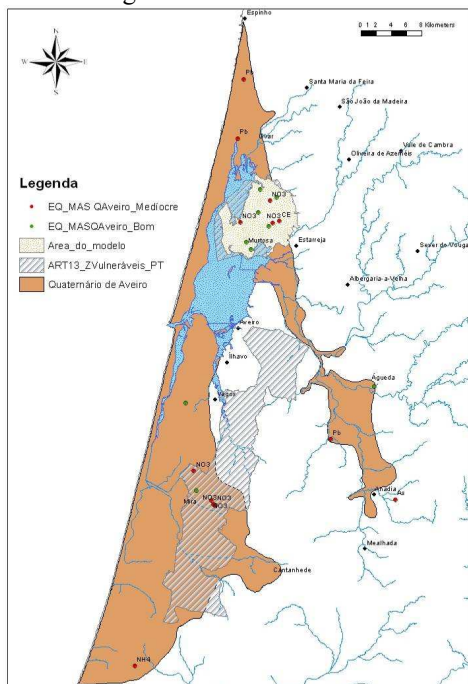 Espinho
0 1 2 4 6 8 Kilometers
N
W E
S
Pb
Santa Maria da Feira
São João da Madeira
Pb
Ovar
Vale de Cambra
Oliveira de Azeméis
Legenda
EQ_MAS QAveiro_Medíocre
EQ_MASQAveiro_Bom
Area_do_modelo
ART13_ZVulneráveis_PT
Quaternário de Aveiro
NO3
NO3
NO3
CE
Murtosa
Estarreja
Sever do Vouga
Albergaria-a-Velha
Aveiro
Ílhavo
Vagos
Águeda
Pb
NO3
Mira
NO3
NO3
NO3
Anadia
As
Mealhada
Cantanhede
NH4